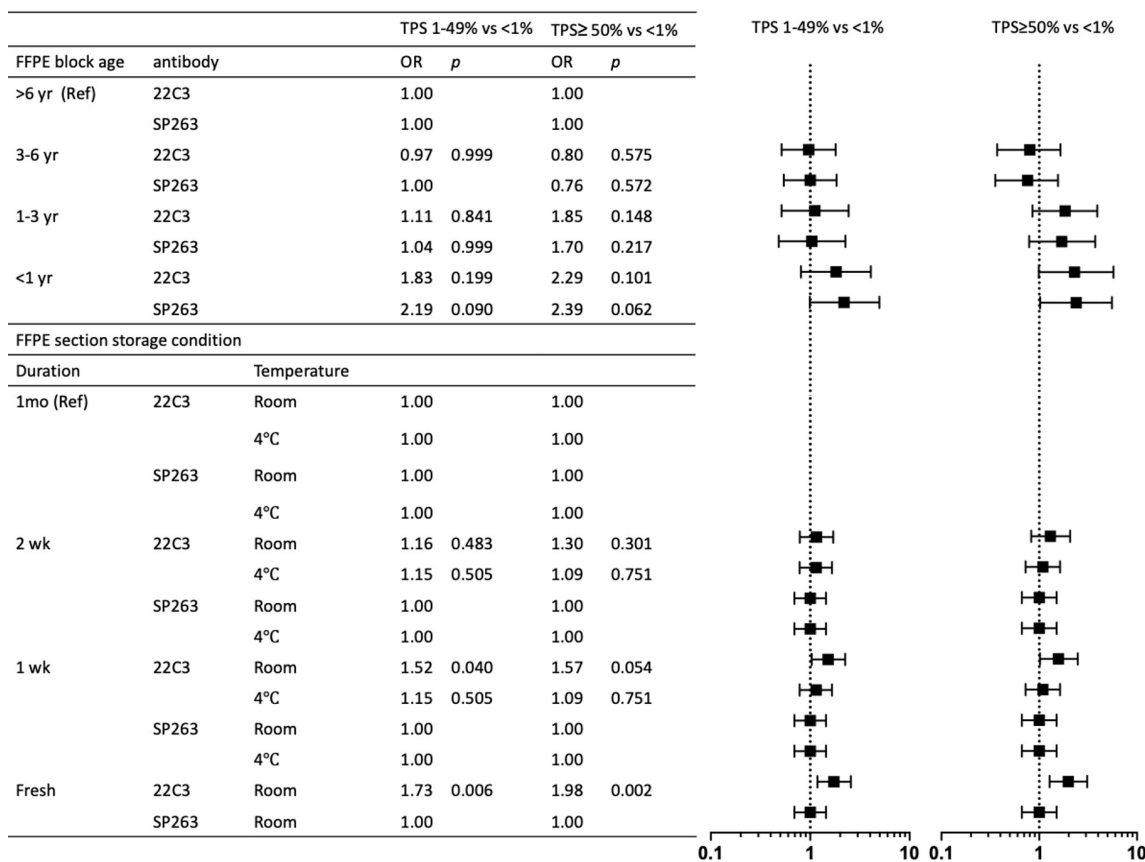 TPS 1-49% vs <1% TPS≥ 50% vs <1% TPS 1-49% vs <1% TPS≥50% vs <1%
FFPE block age antibody OR p OR p
>6 yr (Ref) 22C3 1.00 1.00
SP263 1.00 1.00
3-6 yr 22C3 0.97 0.999 0.80 0.575
SP263 1.00 0.76 0.572
1-3 yr 22C3 1.11 0.841 1.85 0.148
SP263 1.04 0.999 1.70 0.217
<1 yr 22C3 1.83 0.199 2.29 0.101
SP263 2.19 0.090 2.39 0.062
FFPE section storage condition
Duration Temperature
1mo (Ref) 22C3 Room 1.00 1.00
4℃ 1.00 1.00
SP263 Room 1.00 1.00
4℃ 1.00 1.00
2 wk 22C3 Room 1.16 0.483 1.30 0.301
4℃ 1.15 0.505 1.09 0.751
SP263 Room 1.00 1.00
4℃ 1.00 1.00
1 wk 22C3 Room 1.52 0.040 1.57 0.054
4℃ 1.15 0.505 1.09 0.751
SP263 Room 1.00 1.00
4℃ 1.00 1.00
Fresh 22C3 Room 1.73 0.006 1.98 0.002
SP263 Room 1.00 1.00
0.1 1 10 0.1 1 10